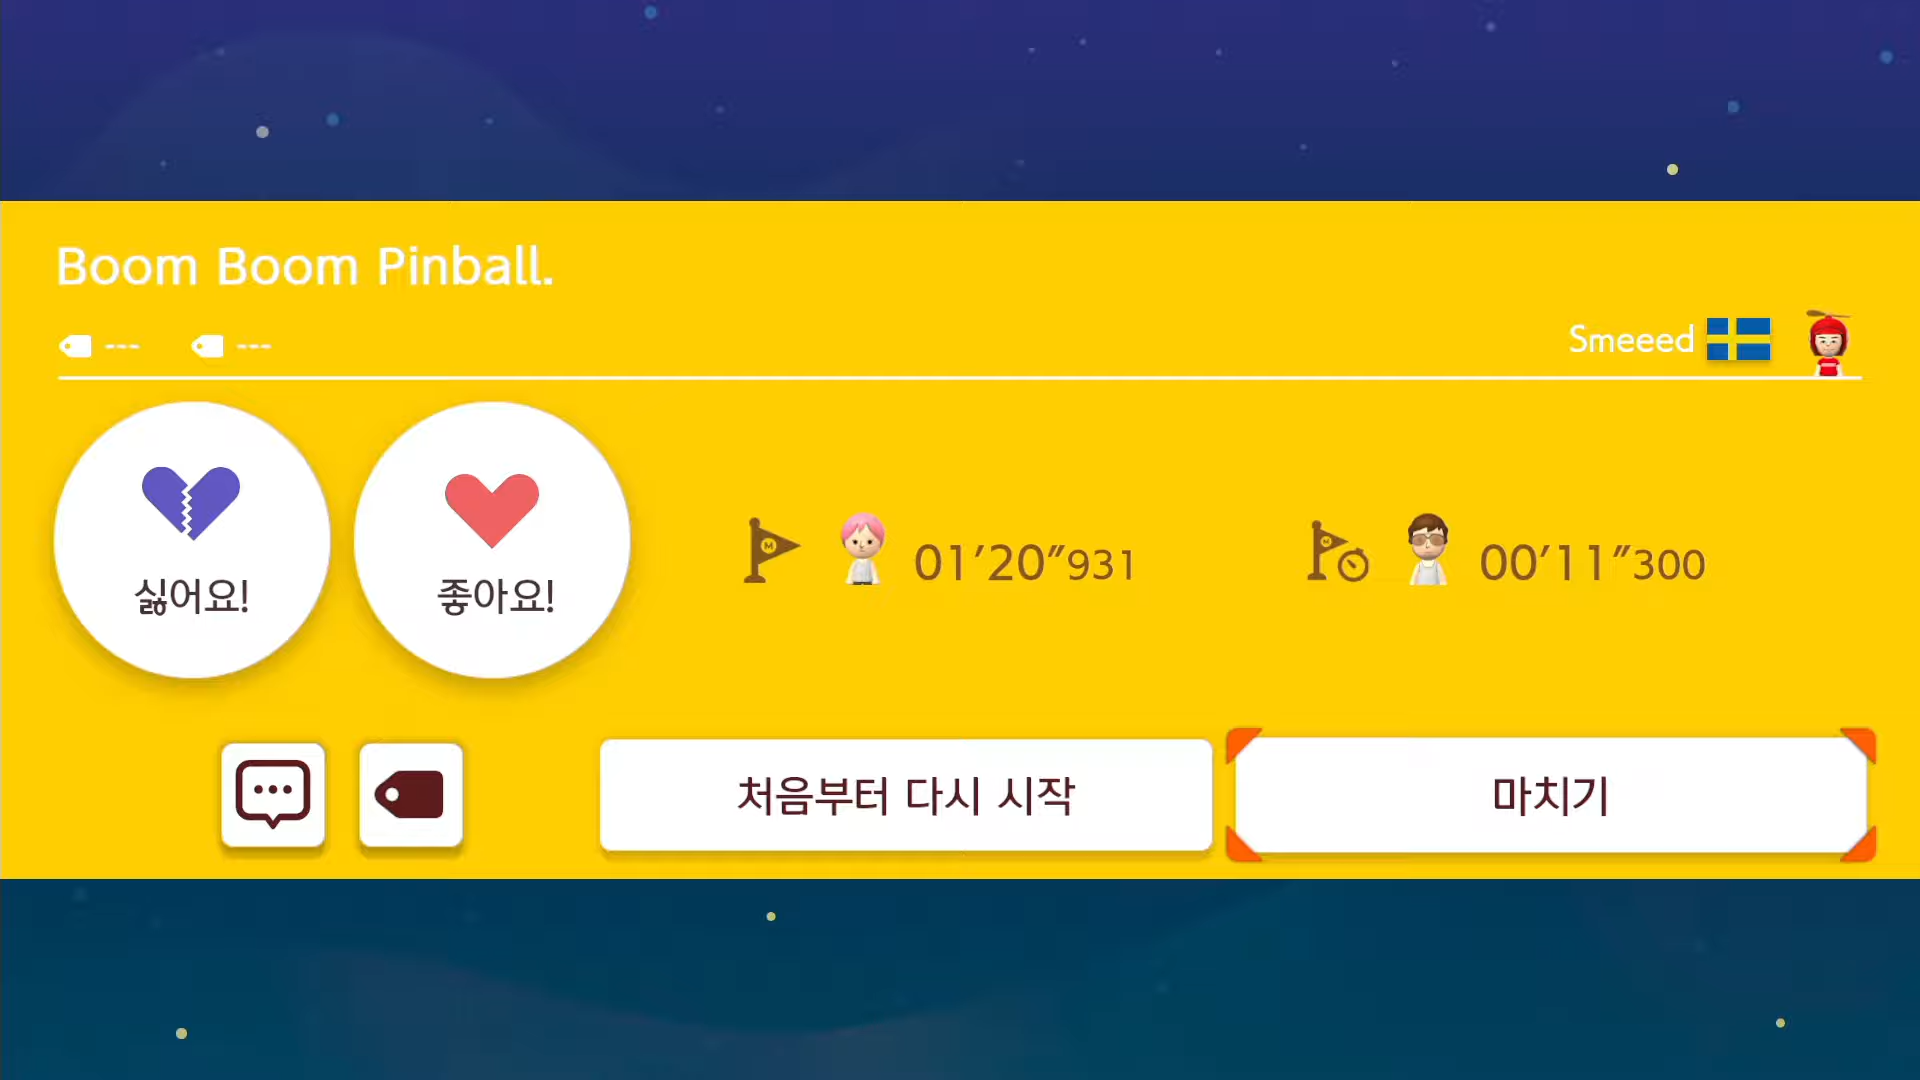 Boom Boom Pinball.
--- ---
Smeeed
싫어요! 좋아요!
M 01′20″931 M 00′11″300
처음부터 다시 시작 마치기